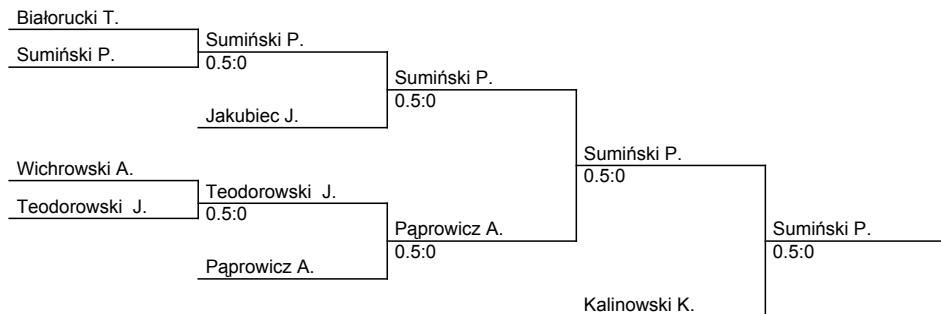 Białorucki T.
Sumiński P.
Sumiński P.
0.5:0
Sumiński P.
0.5:0
Jakubiec J.
Sumiński P.
0.5:0
Wichrowski A.
Teodorowski  J.
Teodorowski  J.
0.5:0
Pąprowicz A.
0.5:0
Pąprowicz A.
Sumiński P.
0.5:0
Kalinowski K.